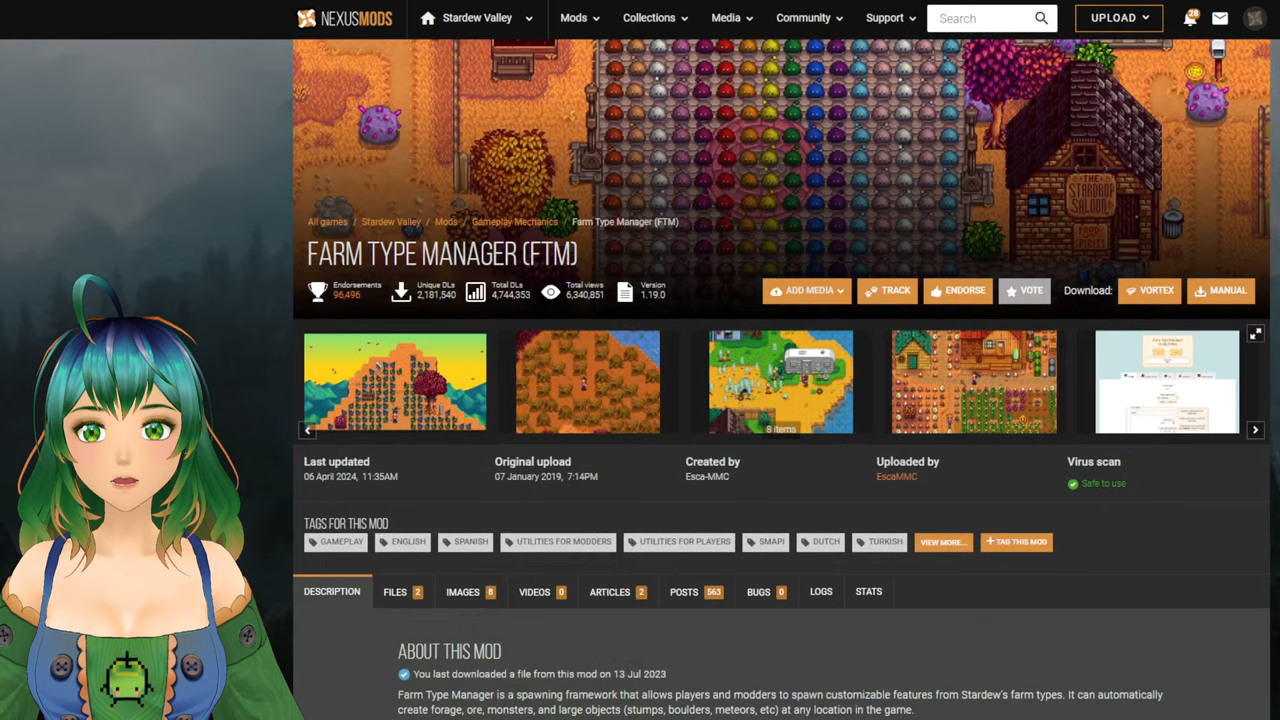 NEXUSMODS
Stardew Valley
Mods
Collections
Media
Community
Support
Search
UPLOAD
28
THE
STARDROP
SALOON
FOOD
SPIRITS
All games / Stardew Valley / Mods / Gameplay Mechanics / Farm Type Manager (FTM)
FARM TYPE MANAGER (FTM)
Endorsements
96,496
Unique DLs
2,181,540
Total DLs
4,744,353
Total views
6,340,851
Version
1.19.0
ADD MEDIA
TRACK
ENDORSE
VOTE
Download:
VORTEX
MANUAL
8 items
Last updated
06 April 2024, 11:35AM
Original upload
07 January 2019, 7:14PM
Created by
Esca-MMC
Uploaded by
EscaMMC
Virus scan
Safe to use
TAGS FOR THIS MOD
GAMEPLAY
ENGLISH
SPANISH
UTILITIES FOR MODDERS
UTILITIES FOR PLAYERS
SMAPI
DUTCH
TURKISH
VIEW MORE...
+ TAG THIS MOD
DESCRIPTION
FILES 2
IMAGES 8
VIDEOS 0
ARTICLES 2
POSTS 563
BUGS 0
LOGS
STATS
ABOUT THIS MOD
You last downloaded a file from this mod on 13 Jul 2023
Farm Type Manager is a spawning framework that allows players and modders to spawn customizable features from Stardew's farm types. It can automatically
create forage, ore, monsters, and large objects (stumps, boulders, meteors, etc) at any location in the game.